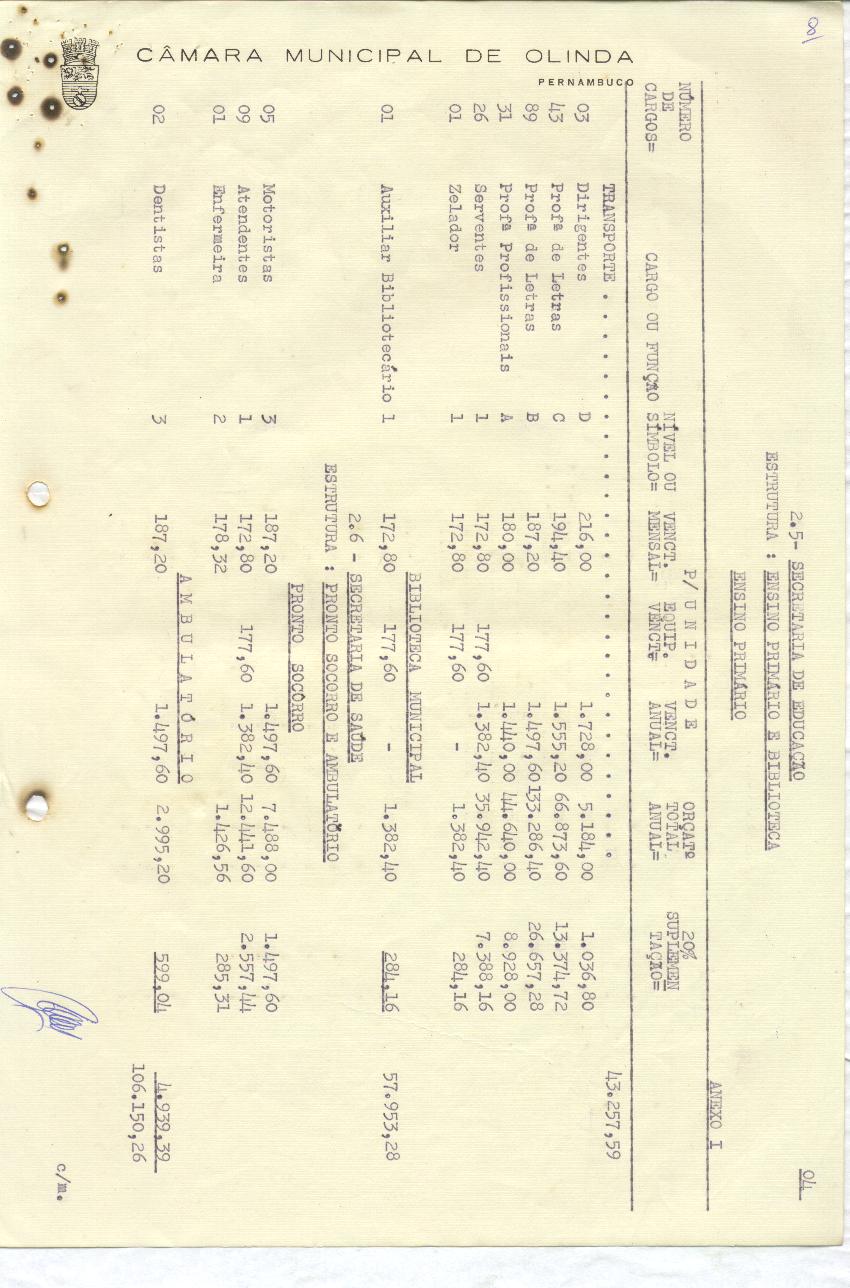 CÂMARA MUNICIPAL DE OLINDA
PERNAMBUCO
04
2.5- SECRETARIA DE EDUCAÇÃO
ESTRUTURA : ENSINO PRIMÁRIO E BIBLIOTECA
ENSINO PRIMÁRIO
ANEXO I
NÚMERO P/ U N I D A D E ORÇATº 20%
DE NÍVEL OU VENCT. EQUIP. VENCT. TOTAL SUPLEMEN
CARGOS= CARGO OU FUNÇÃO SÍMBOLO= MENSAL= VENCT= ANUAL= ANUAL= TAÇÃO=
TRANSPORTE . . . . . . . . . . . . . . . . . . . . . . . . . . 43.257,59
03 Dirigentes D 216,00 1.728,00 5.184,00 1.036,80
43 Profª de Letras C 194,40 1.555,20 66.873,60 13.374,72
89 Profª de Letras B 187,20 1.497,60 133.286,40 26.657,28
31 Profª Profissionais A 180,00 1.440,00 44.640,00 8.928,00
26 Serventes 1 172,80 177,60 1.382,40 35.942,40 7.388,16
01 Zelador 1 172,80 177,60 - 1.382,40 284,16
BIBLIOTECA MUNICIPAL
01 Auxiliar Bibliotecário 1 172,80 177,60 - 1.382,40 284,16 57.953,28
2.6 - SECRETARIA DE SAÚDE
ESTRUTURA : PRONTO SOCORRO E AMBULATÓRIO
PRONTO SOCÔRRO
05 Motoristas 3 187,20 1.497,60 7.488,00 1.497,60
09 Atendentes 1 172,80 177,60 1.382,40 12.441,60 2.557,44
01 Enfermeira 2 178,32 1.426,56 285,31
A M B U L A T Ó R I O
02 Dentistas 3 187,20 1.497,60 2.995,20 599,04 4.939,39
106.150,26
c/m.